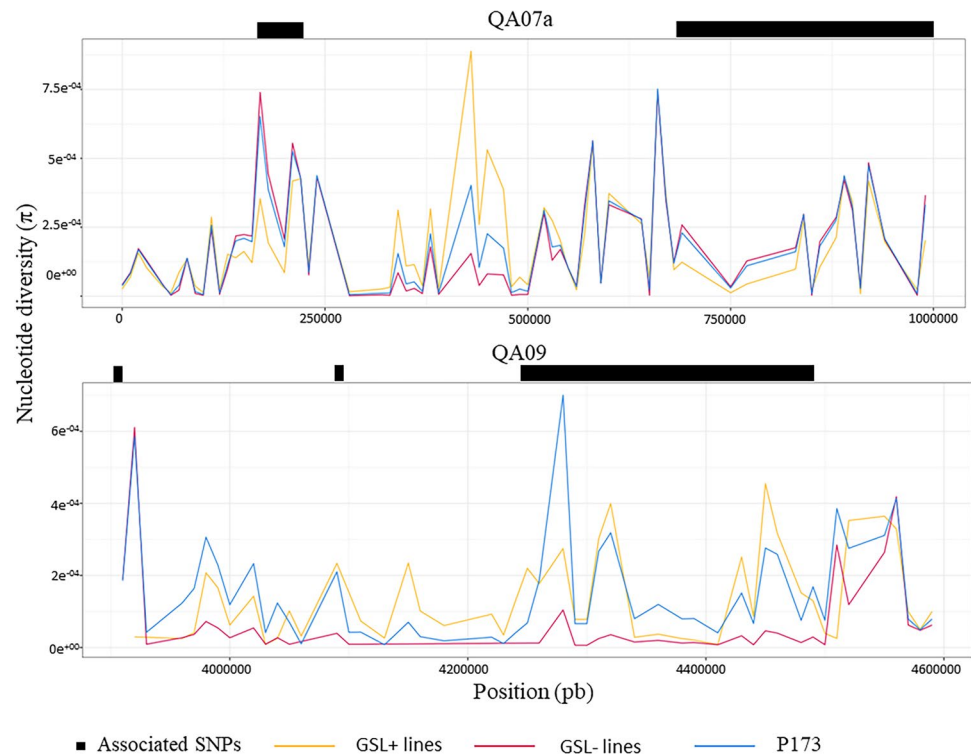 QA07a
7.5e-04
5e-04
2.5e-04
0e+00
0 250000 500000 750000 1000000
Nucleotide diversity (π)
QA09
6e-04
4e-04
2e-04
0e+00
4000000 4200000 4400000 4600000
Position (pb)
Associated SNPs GSL+ lines GSL- lines P173